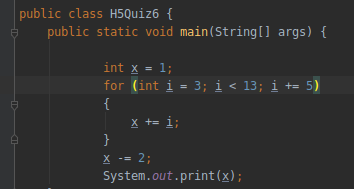 public class H5Quiz6 {
public static void main(String[] args) {
int x = 1;
for (int i = 3; i < 13; i += 5)
{
x += i;
}
x -= 2;
System.out.print(x);